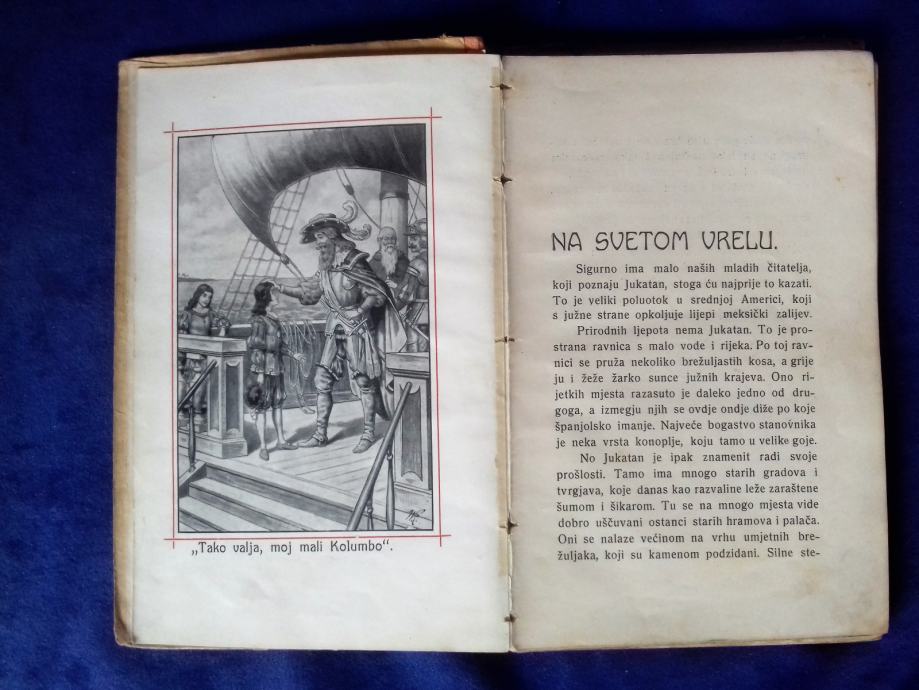 „Tako valja, moj mali Kolumbo“.
NA SVETOM VRELU.
Sigurno ima malo naših mladih čitatelja,
koji poznaju Jukatan, stoga ću najprije to kazati.
To je veliki poluotok u srednjoj Americi, koji
s južne strane opkoljuje lijepi meksički zalijev.
Prirodnih ljepota nema Jukatan. To je pro-
strana ravnica s malo vode i rijeka. Po toj rav-
nici se pruža nekoliko brežuljastih kosa, a grije
ju i žeže žarko sunce južnih krajeva. Ono ri-
jetkih mjesta razasuto je daleko jedno od dru-
goga, a izmegju njih se ovdje ondje diže po koje
španjolsko imanje. Najveće bogastvo stanovnika
je neka vrsta konoplje, koju tamo u velike goje.
No Jukatan je ipak znamenit radi svoje
prošlosti. Tamo ima mnogo starih gradova i
tvrgjava, koje danas kao razvaline leže zaraštene
šumom i šikarom. Tu se na mnogo mjesta vide
dobro uščuvani ostanci starih hramova i palača.
Oni se nalaze većinom na vrhu umjetnih bre-
žuljaka, koji su kamenom podzidani. Silne ste-